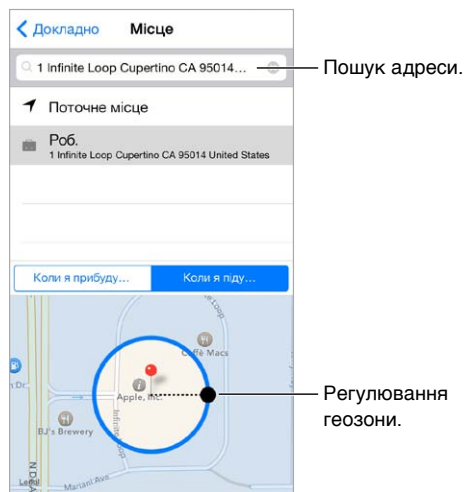 Докладно Місце
1 Infinite Loop Cupertino CA 95014...
Пошук адреси.
Поточне місце
Роб.
1 Infinite Loop Cupertino CA 95014 United States
Коли я прибуду...
Коли я піду...
Loop
Caffè Macs
Apple, Inc.
Infinite Loop
Регулювання
геозони.
BJ's Brewery
Mariani Ave